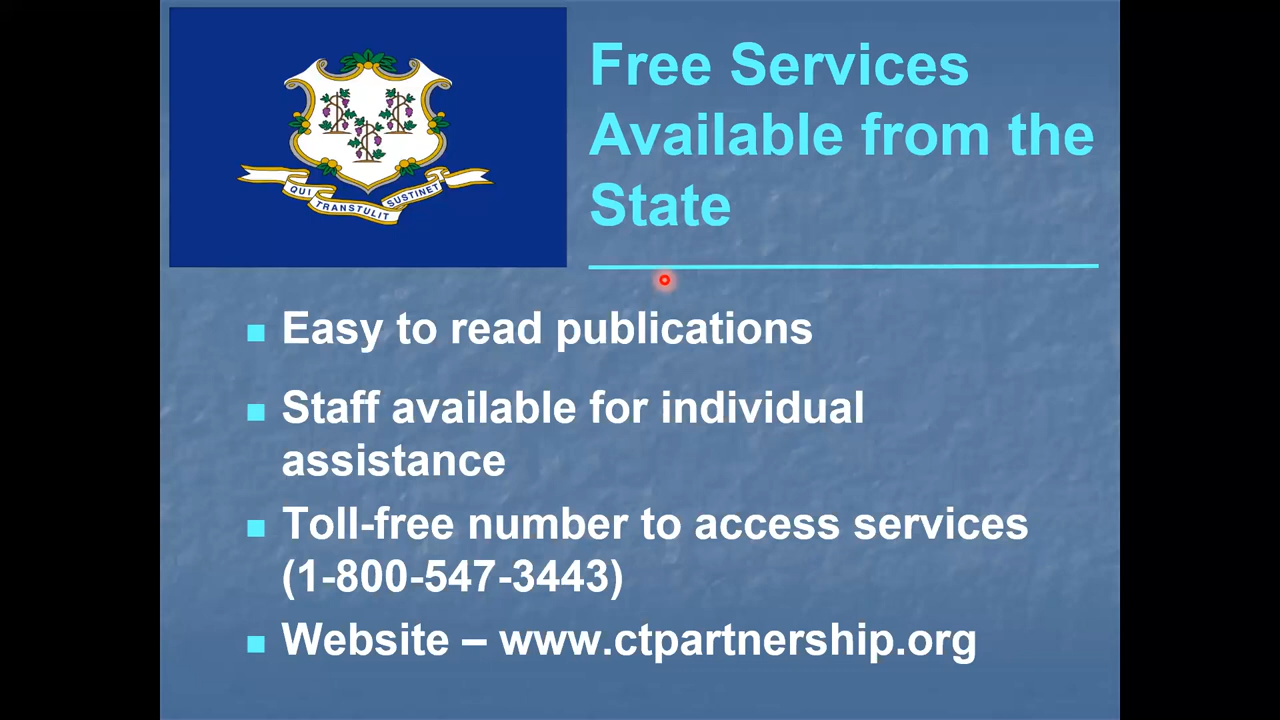 QUI
TRANSTULIT
SUSTINET
Free Services
Available from the
State
Easy to read publications
Staff available for individual
assistance
Toll-free number to access services
(1-800-547-3443)
Website – www.ctpartnership.org